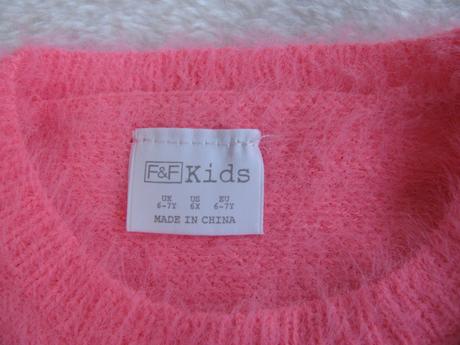 F&F Kids
UK US EU
6-7Y 6X 6-7Y
MADE IN CHINA